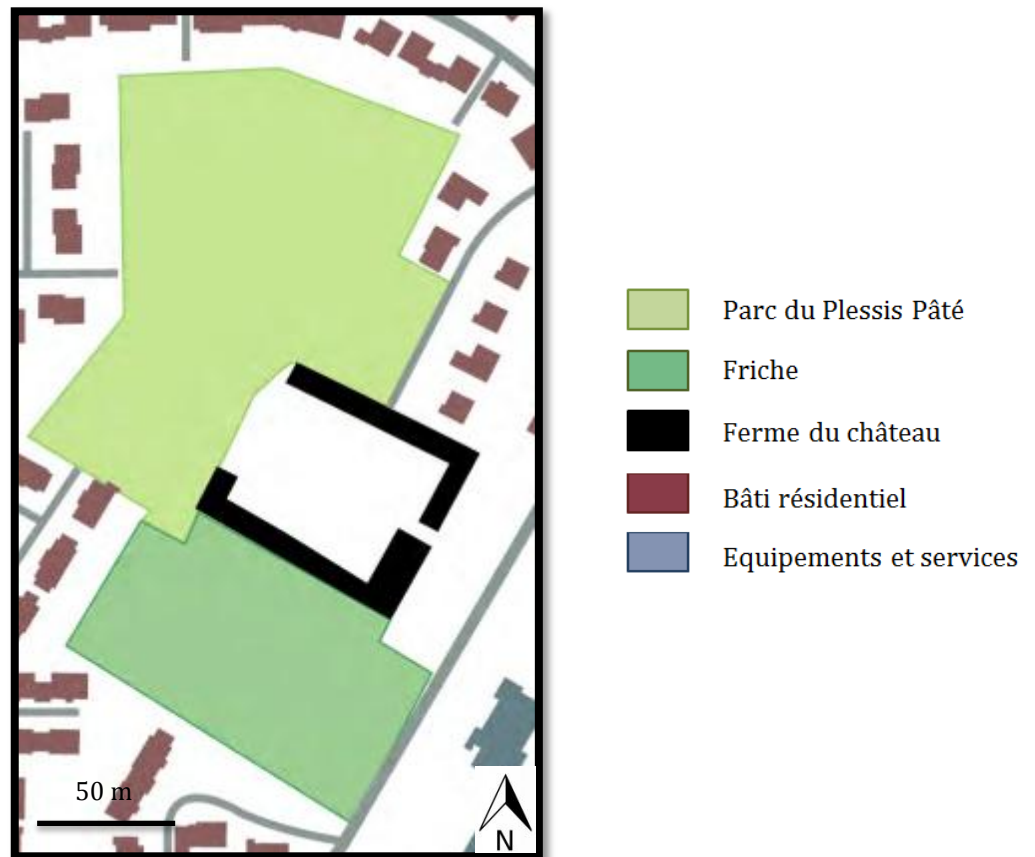 Parc du Plessis Pâté
Friche
Ferme du château
Bâti résidentiel
Equipements et services
50 m
N